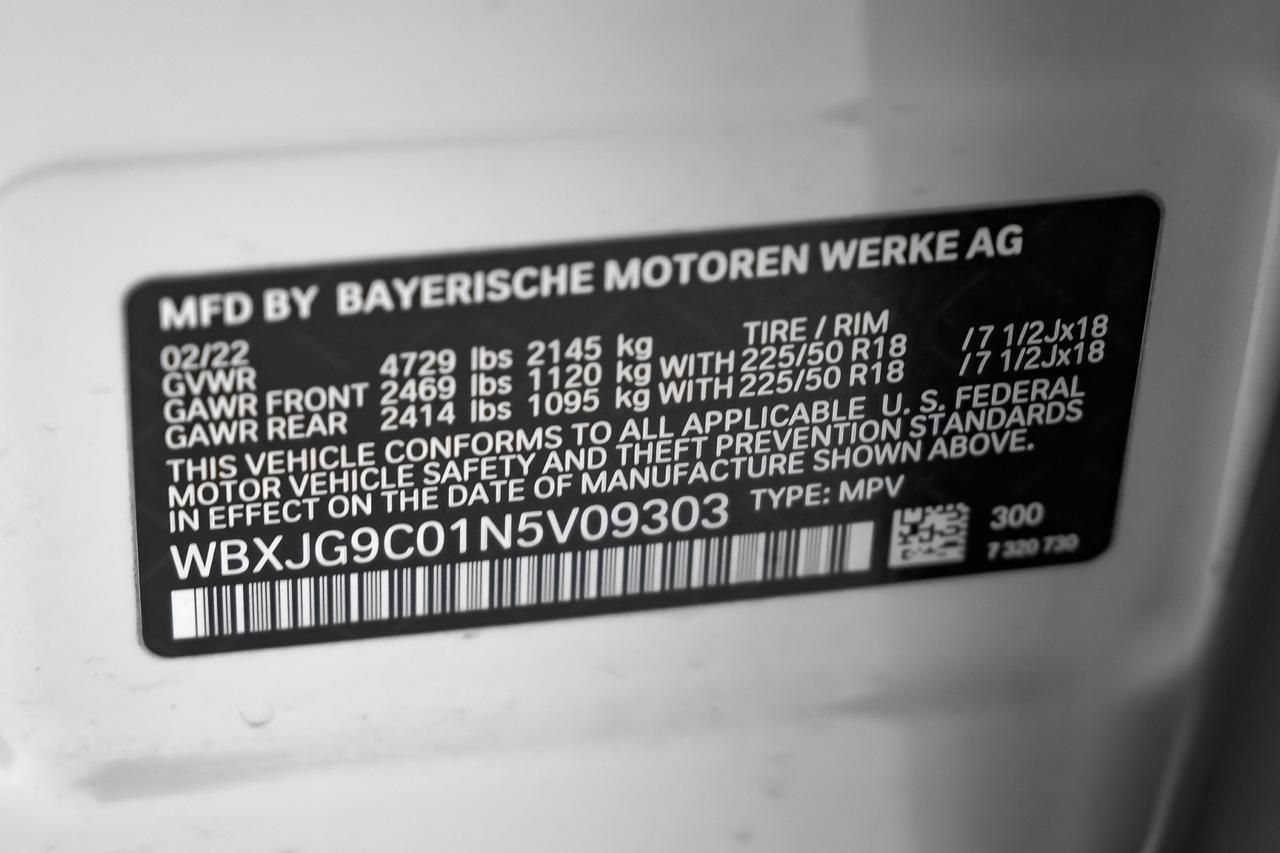 MFD BY BAYERISCHE MOTOREN WERKE AG
02/22 TIRE / RIM
GVWR 4729 lbs 2145 kg
GAWR FRONT 2469 lbs 1120 kg WITH 225/50 R18 /7 1/2Jx18
GAWR REAR 2414 lbs 1095 kg WITH 225/50 R18 /7 1/2Jx18
THIS VEHICLE CONFORMS TO ALL APPLICABLE U. S. FEDERAL
MOTOR VEHICLE SAFETY AND THEFT PREVENTION STANDARDS
IN EFFECT ON THE DATE OF MANUFACTURE SHOWN ABOVE.
WBXJG9C01N5V09303 TYPE: MPV
300
7 320 730